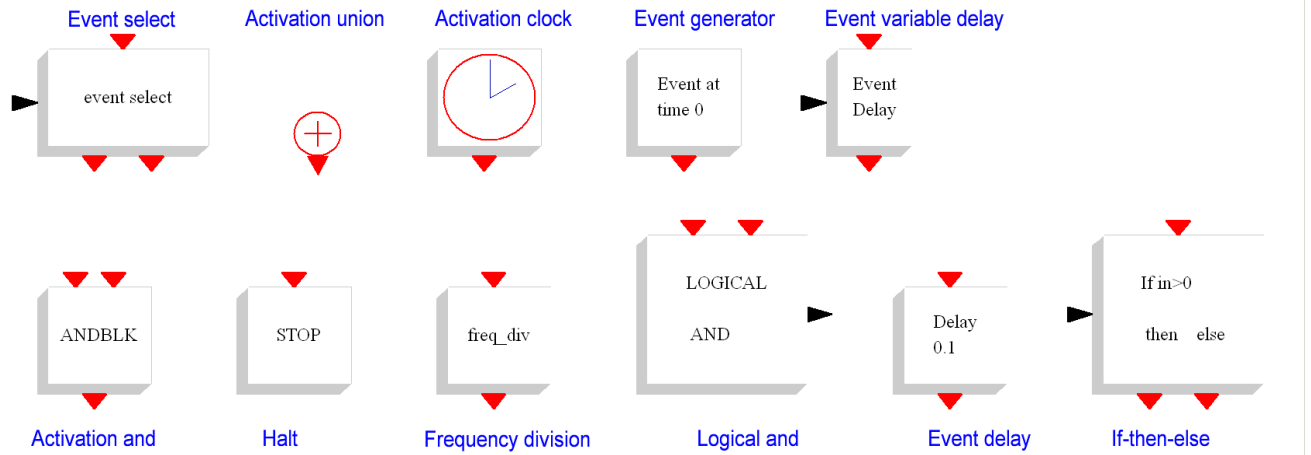 Event select
Activation union
Activation clock
Event generator
Event variable delay
event select
Event at
time 0
Event
Delay
ANDBLK
STOP
freq_div
LOGICAL
AND
Delay
0.1
If in>0
then else
Activation and
Halt
Frequency division
Logical and
Event delay
If-then-else